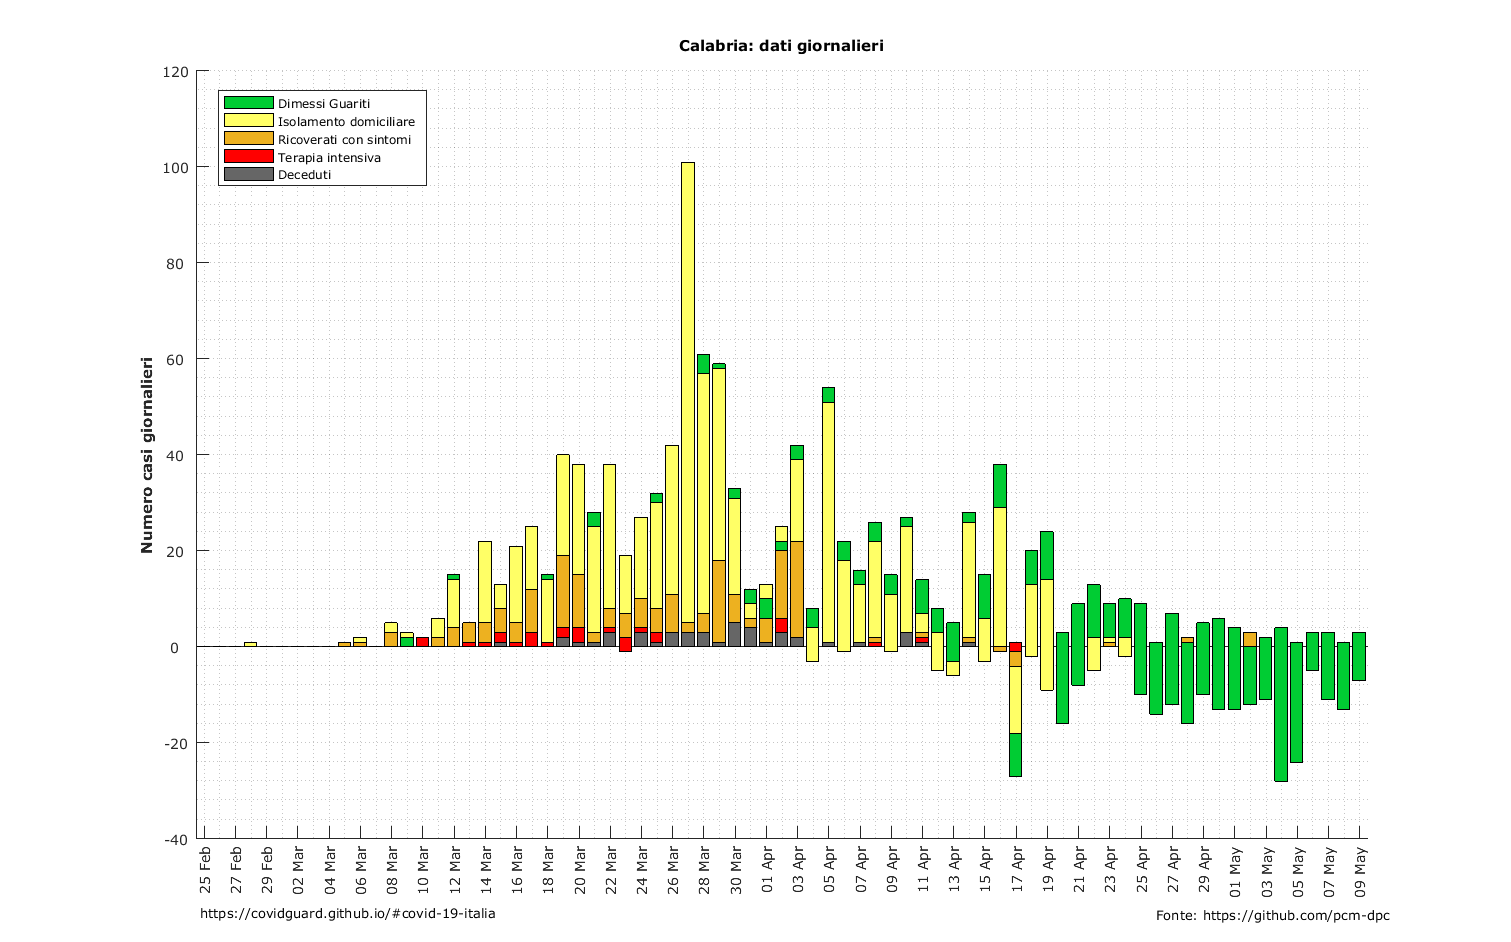 Calabria: dati giornalieri
120
100
80
60
40
20
0
-20
-40
Numero casi giornalieri
Dimessi Guariti
Isolamento domiciliare
Ricoverati con sintomi
Terapia intensiva
Deceduti
25 Feb
27 Feb
29 Feb
02 Mar
04 Mar
06 Mar
08 Mar
10 Mar
12 Mar
14 Mar
16 Mar
18 Mar
20 Mar
22 Mar
24 Mar
26 Mar
28 Mar
30 Mar
01 Apr
03 Apr
05 Apr
07 Apr
09 Apr
11 Apr
13 Apr
15 Apr
17 Apr
19 Apr
21 Apr
23 Apr
25 Apr
27 Apr
29 Apr
01 May
03 May
05 May
07 May
09 May
https://covidguard.github.io/#covid-19-italia
Fonte: https://github.com/pcm-dpc